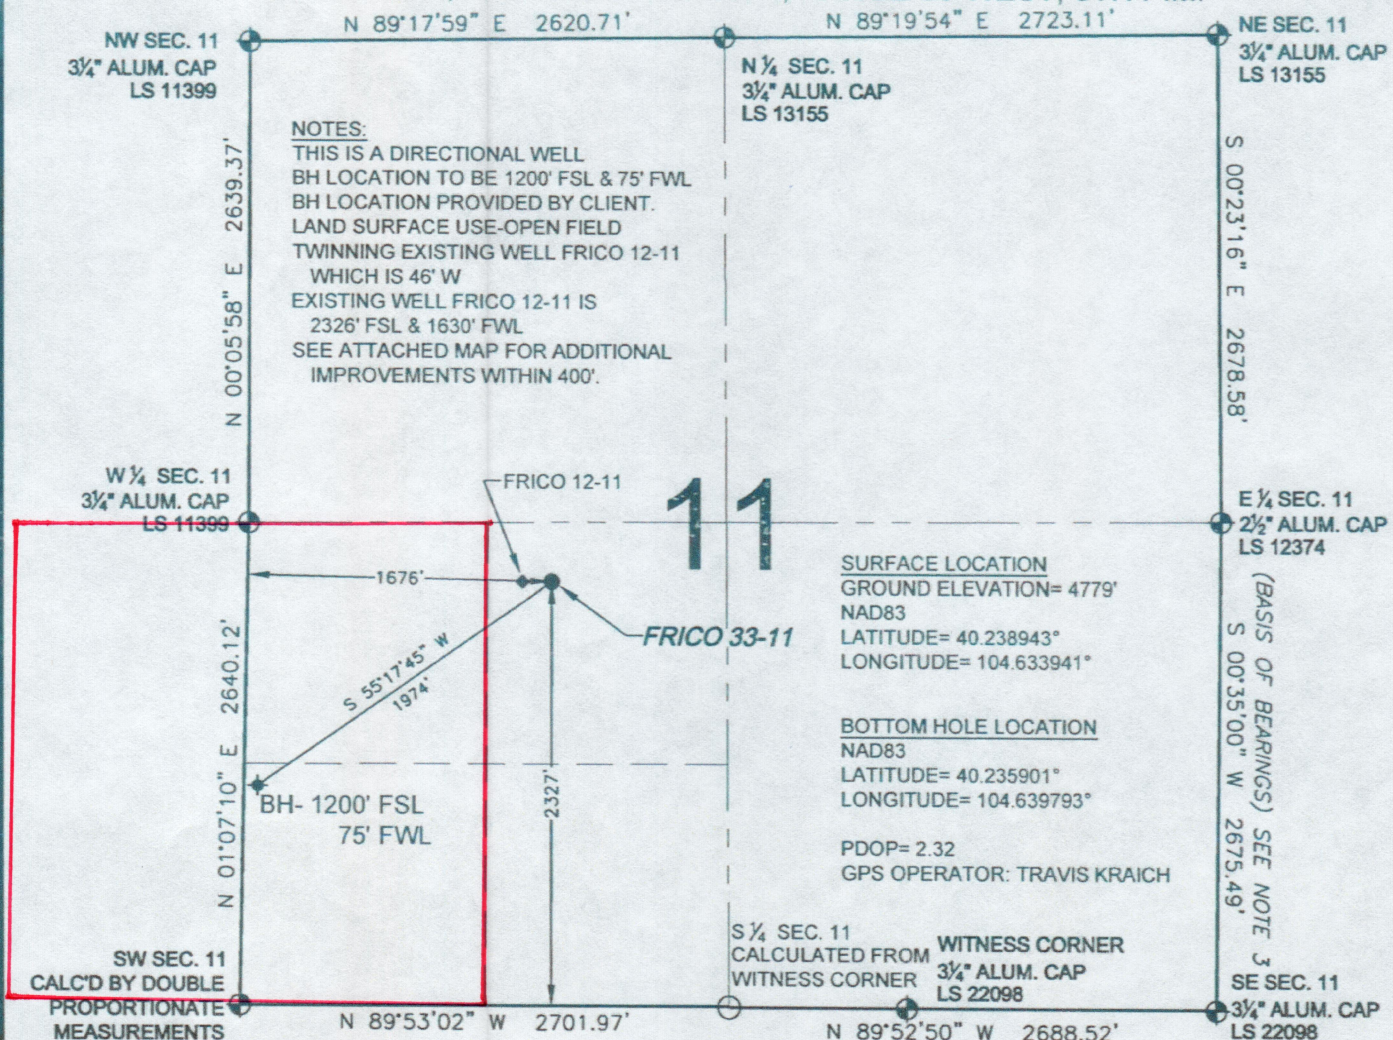 N 89°17'59" E 2620.71'
N 89°19'54" E 2723.11'
NW SEC. 11
3¼" ALUM. CAP
LS 11399
N ¼ SEC. 11
3¼" ALUM. CAP
LS 13155
NE SEC. 11
3¼" ALUM. CAP
LS 13155
NOTES:
THIS IS A DIRECTIONAL WELL
BH LOCATION TO BE 1200' FSL & 75' FWL
BH LOCATION PROVIDED BY CLIENT.
LAND SURFACE USE-OPEN FIELD
TWINNING EXISTING WELL FRICO 12-11
WHICH IS 46' W
EXISTING WELL FRICO 12-11 IS
2326' FSL & 1630' FWL
SEE ATTACHED MAP FOR ADDITIONAL
IMPROVEMENTS WITHIN 400'.
N 00°05'58" E 2639.37'
S 00°23'16" E 2678.58'
W ¼ SEC. 11
3¼" ALUM. CAP
LS 11399
FRICO 12-11
11
E ¼ SEC. 11
2½" ALUM. CAP
LS 12374
1676'
FRICO 33-11
S 55°17'45" W
1974'
2327'
BH- 1200' FSL
75' FWL
N 01°07'10" E 2640.12'
SURFACE LOCATION
GROUND ELEVATION= 4779'
NAD83
LATITUDE= 40.238943°
LONGITUDE= 104.633941°
BOTTOM HOLE LOCATION
NAD83
LATITUDE= 40.235901°
LONGITUDE= 104.639793°
PDOP= 2.32
GPS OPERATOR: TRAVIS KRAICH
S 00°35'00" W 2675.49'
(BASIS OF BEARINGS) SEE NOTE 3
SW SEC. 11
CALC'D BY DOUBLE
PROPORTIONATE
MEASUREMENTS
S ¼ SEC. 11
CALCULATED FROM
WITNESS CORNER
WITNESS CORNER
3¼" ALUM. CAP
LS 22098
SE SEC. 11
3¼" ALUM. CAP
LS 22098
N 89°53'02" W 2701.97'
N 89°52'50" W 2688.52'